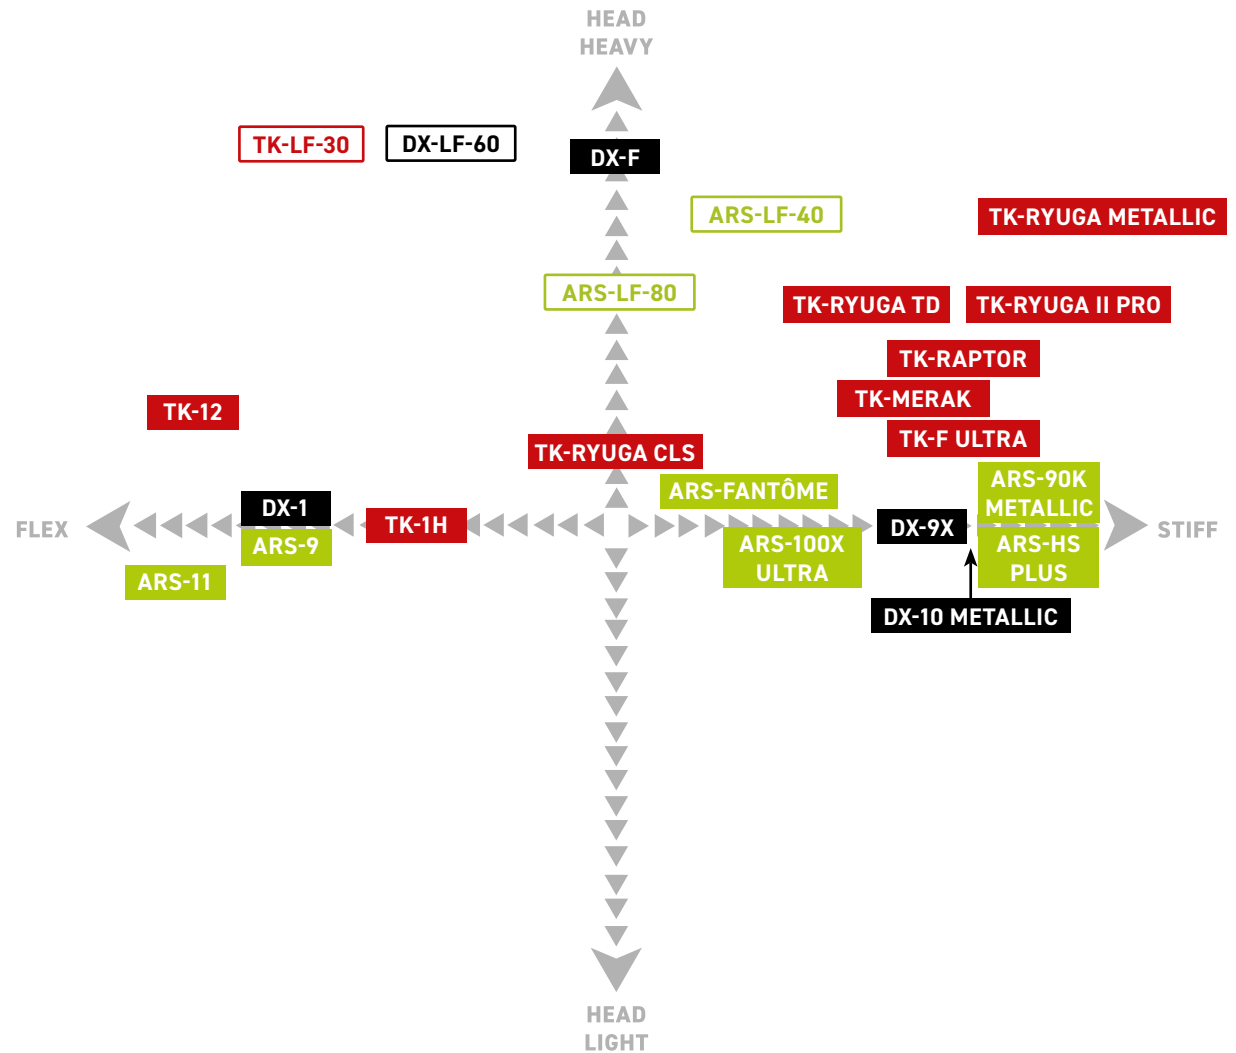 HEAD
HEAVY
TK-LF-30
DX-LF-60
DX-F
ARS-LF-40
TK-RYUGA METALLIC
ARS-LF-80
TK-RYUGA TD
TK-RYUGA II PRO
TK-RAPTOR
TK-MERAK
TK-12
TK-F ULTRA
TK-RYUGA CLS
ARS-FANTÔME
ARS-90K
METALLIC
FLEX
DX-1
ARS-9
TK-1H
DX-9X
STIFF
ARS-100X
ULTRA
ARS-HS
PLUS
ARS-11
DX-10 METALLIC
HEAD
LIGHT